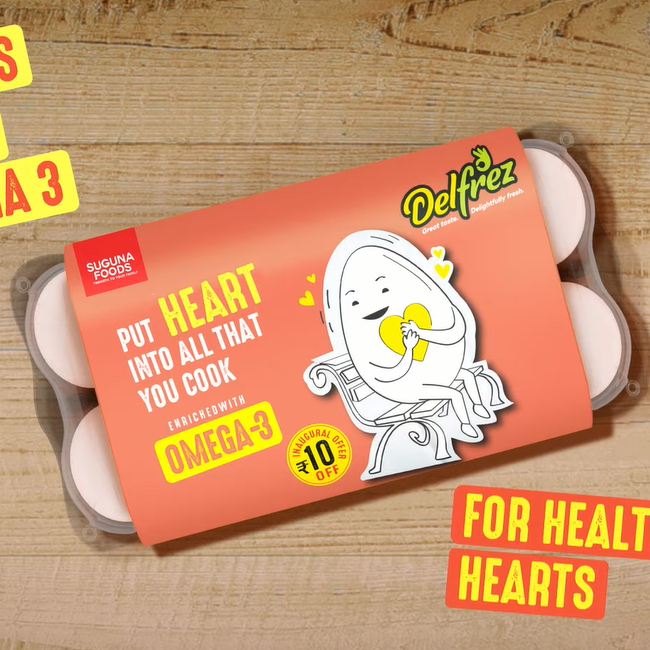 S
A 3
SUGUNA
FOODS
Delfrez
Great taste. Delightfully fresh.
PUT HEART
INTO ALL THAT
YOU COOK
ENRICHED WITH
OMEGA-3
INAUGURAL OFFER
₹10
OFF
FOR HEALT
HEARTS